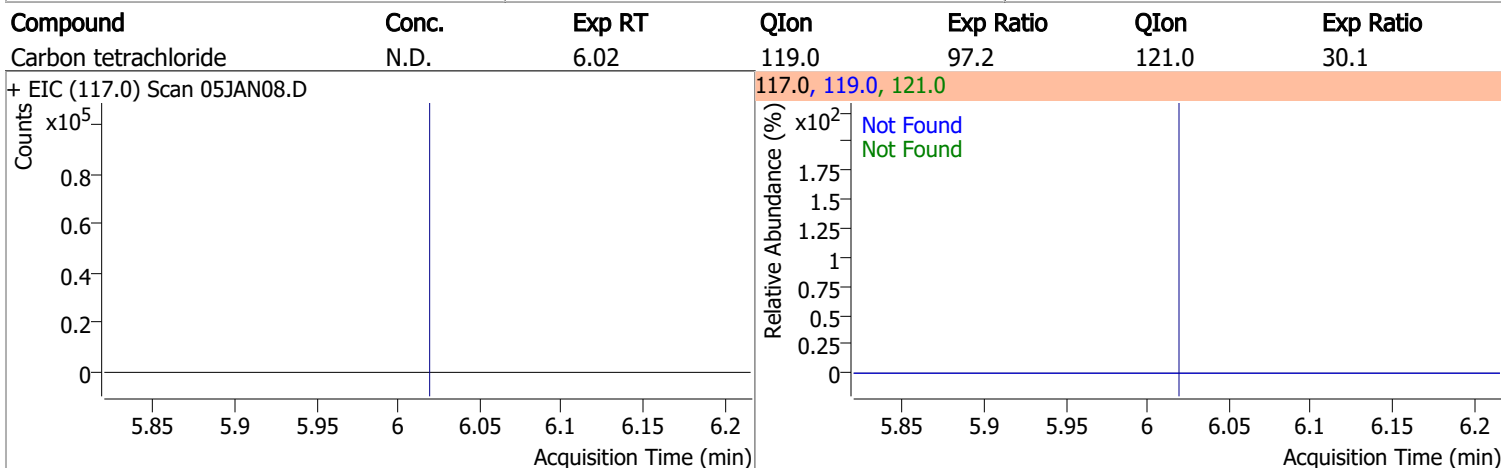 Compound Conc. Exp RT QIon Exp Ratio QIon Exp Ratio
Carbon tetrachloride N.D. 6.02 119.0 97.2 121.0 30.1
+ EIC (117.0) Scan 05JAN08.D
Counts
x10⁵
0.8
0.6
0.4
0.2
0
5.85 5.9 5.95 6 6.05 6.1 6.15 6.2
Acquisition Time (min)
117.0, 119.0, 121.0
Relative Abundance (%)
x10²
Not Found
Not Found
1.75
1.5
1.25
1
0.75
0.5
0.25
0
5.85 5.9 5.95 6 6.05 6.1 6.15 6.2
Acquisition Time (min)